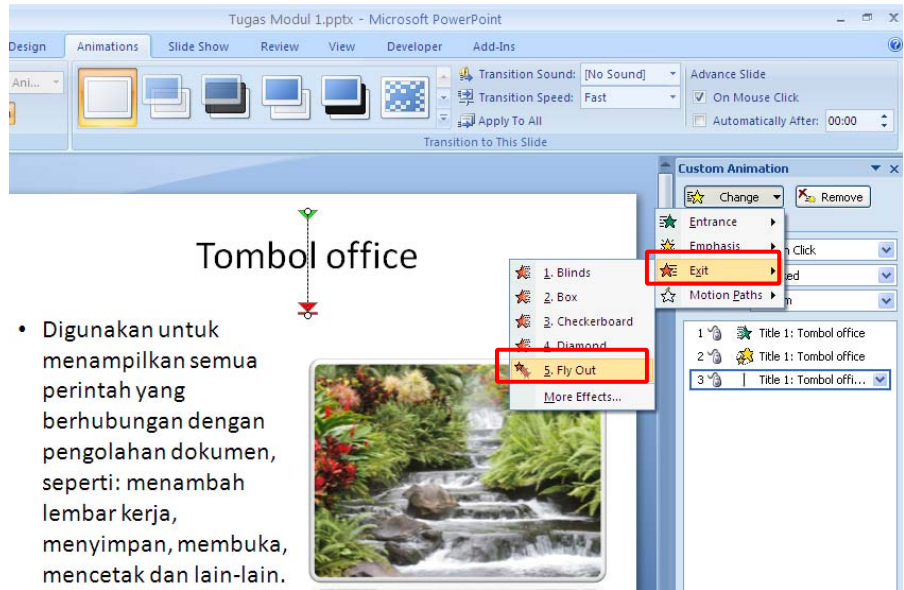 Tugas Modul 1.pptx - Microsoft PowerPoint
Design Animations Slide Show Review View Developer Add-Ins
Ani...
Transition Sound: [No Sound]
Transition Speed: Fast
Apply To All
Transition to This Slide
Advance Slide
On Mouse Click
Automatically After: 00:00
Custom Animation
Change Remove
Entrance
Emphasis
Exit
Motion Paths
Click
1. Blinds
2. Box
3. Checkerboard
4. Diamond
5. Fly Out
More Effects...
1 Title 1: Tombol office
2 Title 1: Tombol office
3 Title 1: Tombol offi...
Tombol office
• Digunakan untuk
menampilkan semua
perintah yang
berhubungan dengan
pengolahan dokumen,
seperti: menambah
lembar kerja,
menyimpan, membuka,
mencetak dan lain-lain.